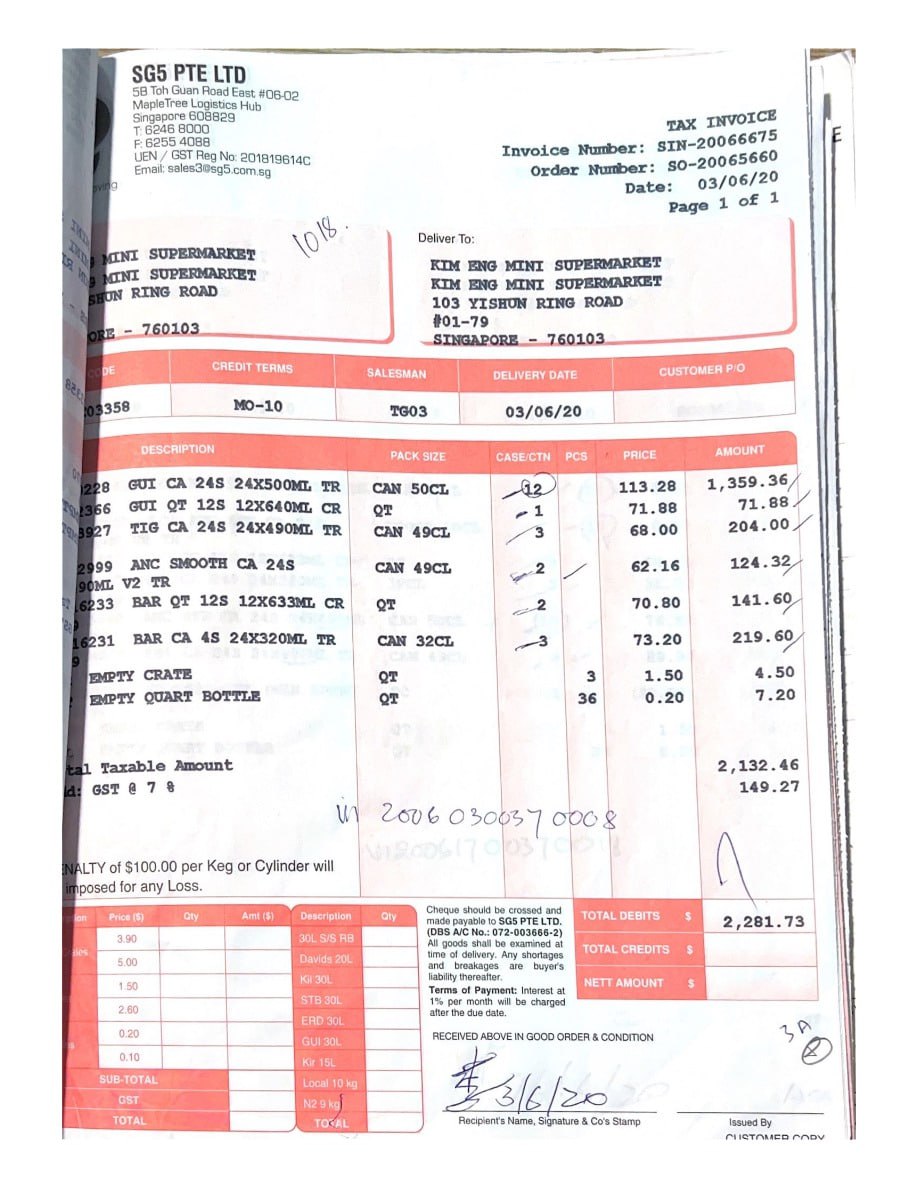 SG5 PTE LTD
5B Toh Guan Road East #06-02
MapleTree Logistics Hub
Singapore 608829
T: 6246 8000
F: 6255 4088
UEN / GST Reg No: 201819614C
Email: sales3@sg5.com.sg
ving
TAX INVOICE
Invoice Number: SIN-20066675
Order Number: SO-20065660
Date: 03/06/20
Page 1 of 1
E
1018.
MINI SUPERMARKET
MINI SUPERMARKET
SHUN RING ROAD
ORE - 760103
Deliver To:
KIM ENG MINI SUPERMARKET
KIM ENG MINI SUPERMARKET
103 YISHUN RING ROAD
#01-79
SINGAPORE - 760103
ODE CREDIT TERMS SALESMAN DELIVERY DATE CUSTOMER P/O
03358 MO-10 TG03 03/06/20
DESCRIPTION PACK SIZE CASE/CTN PCS PRICE AMOUNT
228 GUI CA 24S 24X500ML TR CAN 50CL 12 113.28 1,359.36
366 GUI QT 12S 12X640ML CR QT 1 71.88 71.88
3927 TIG CA 24S 24X490ML TR CAN 49CL 3 68.00 204.00
2999 ANC SMOOTH CA 24S CAN 49CL 2 62.16 124.32
90ML V2 TR
6233 BAR QT 12S 12X633ML CR QT 2 70.80 141.60
16231 BAR CA 4S 24X320ML TR CAN 32CL 3 73.20 219.60
9
EMPTY CRATE QT 3 1.50 4.50
EMPTY QUART BOTTLE QT 36 0.20 7.20
tal Taxable Amount 2,132.46
d: GST @ 7 % 149.27
in 20060300370008
NALTY of $100.00 per Keg or Cylinder will
imposed for any Loss.
ion Price ($) Qty Amt ($)
3.90
5.00
1.50
2.60
0.20
0.10
SUB-TOTAL
GST
TOTAL
Description Qty
30L S/S RB
Davids 20L
Kil 30L
STB 30L
ERD 30L
GUI 30L
Kir 15L
Local 10 kg
N2 9 kg
TOTAL
Cheque should be crossed and
made payable to SG5 PTE LTD.
(DBS A/C No.: 072-003666-2)
All goods shall be examined at
time of delivery. Any shortages
and breakages are buyer's
liability thereafter.
Terms of Payment: Interest at
1% per month will be charged
after the due date.
TOTAL DEBITS $ 2,281.73
TOTAL CREDITS $
NETT AMOUNT $
RECEIVED ABOVE IN GOOD ORDER & CONDITION
3A
3/6/20
Recipient's Name, Signature & Co's Stamp
Issued By
CUSTOMER COPY